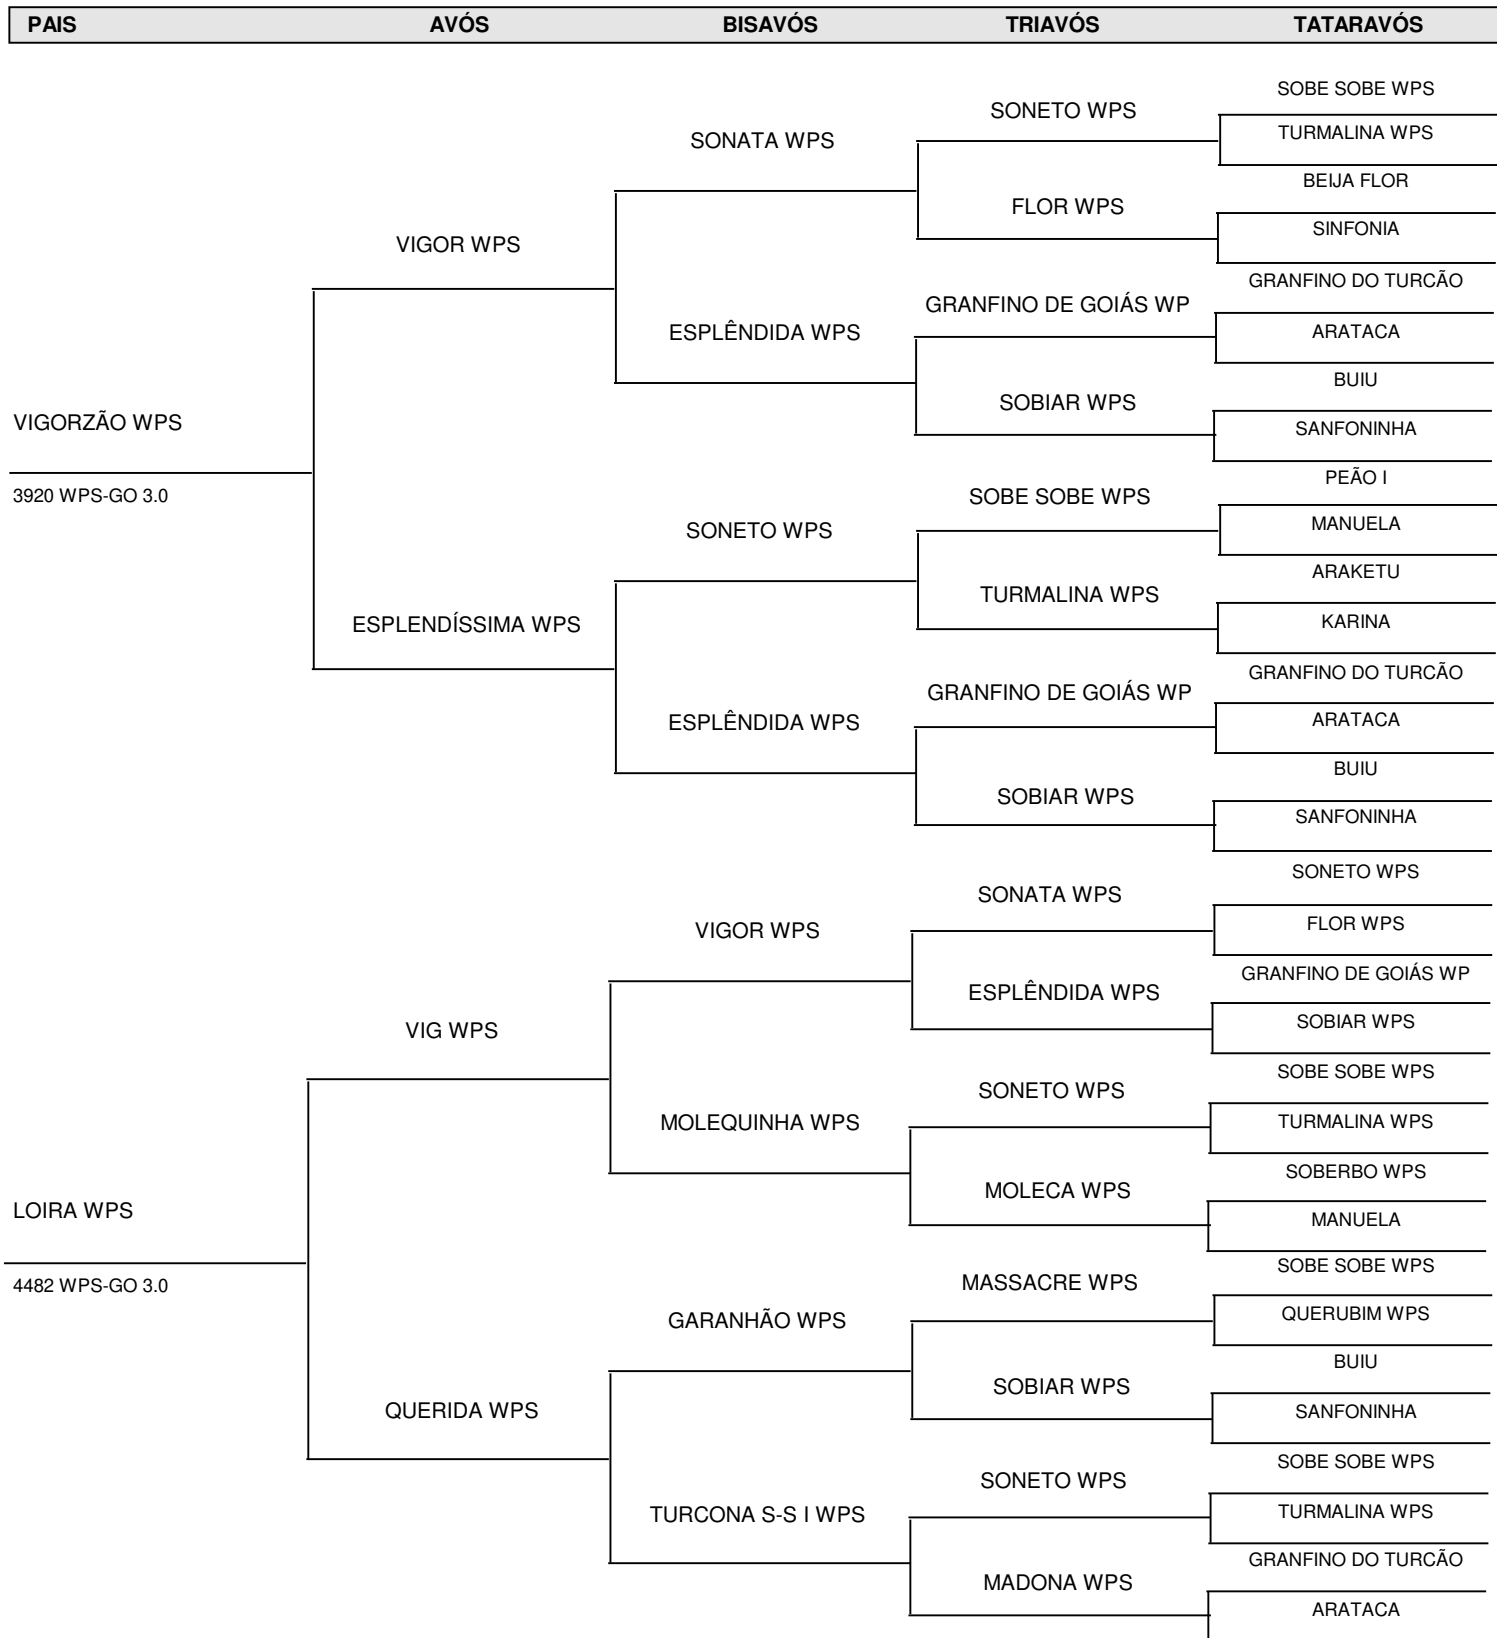 PAIS AVÓS BISAVÓS TRIAVÓS TATARAVÓS
SOBE SOBE WPS
SONETO WPS
TURMALINA WPS
SONATA WPS
BEIJA FLOR
FLOR WPS
SINFONIA
VIGOR WPS
GRANFINO DO TURCÃO
GRANFINO DE GOIÁS WP
ARATACA
ESPLÊNDIDA WPS
BUIU
SOBIAR WPS
SANFONINHA
VIGORZÃO WPS
3920 WPS-GO 3.0
PEÃO I
SOBE SOBE WPS
MANUELA
SONETO WPS
ARAKETU
TURMALINA WPS
KARINA
ESPLENDÍSSIMA WPS
GRANFINO DO TURCÃO
GRANFINO DE GOIÁS WP
ARATACA
ESPLÊNDIDA WPS
BUIU
SOBIAR WPS
SANFONINHA
SONETO WPS
SONATA WPS
FLOR WPS
VIGOR WPS
GRANFINO DE GOIÁS WP
ESPLÊNDIDA WPS
SOBIAR WPS
VIG WPS
SOBE SOBE WPS
SONETO WPS
TURMALINA WPS
MOLEQUINHA WPS
SOBERBO WPS
MOLECA WPS
MANUELA
LOIRA WPS
4482 WPS-GO 3.0
SOBE SOBE WPS
MASSACRE WPS
QUERUBIM WPS
GARANHÃO WPS
BUIU
SOBIAR WPS
SANFONINHA
QUERIDA WPS
SOBE SOBE WPS
SONETO WPS
TURMALINA WPS
TURCONA S-S I WPS
GRANFINO DO TURCÃO
MADONA WPS
ARATACA